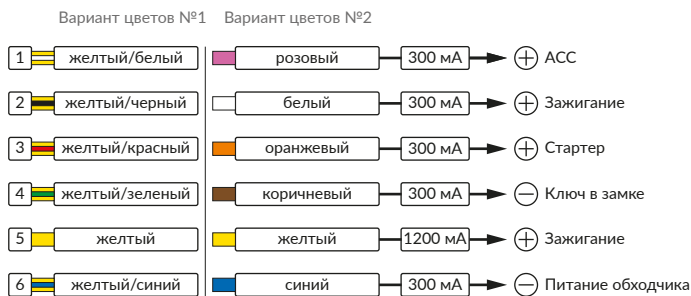 Вариант цветов №1 Вариант цветов №2
1 желтый/белый розовый 300 мА + ACC
2 желтый/черный белый 300 мА + Зажигание
3 желтый/красный оранжевый 300 мА + Стартер
4 желтый/зеленый коричневый 300 мА − Ключ в замке
5 желтый желтый 1200 мА + Зажигание
6 желтый/синий синий 300 мА − Питание обходчика